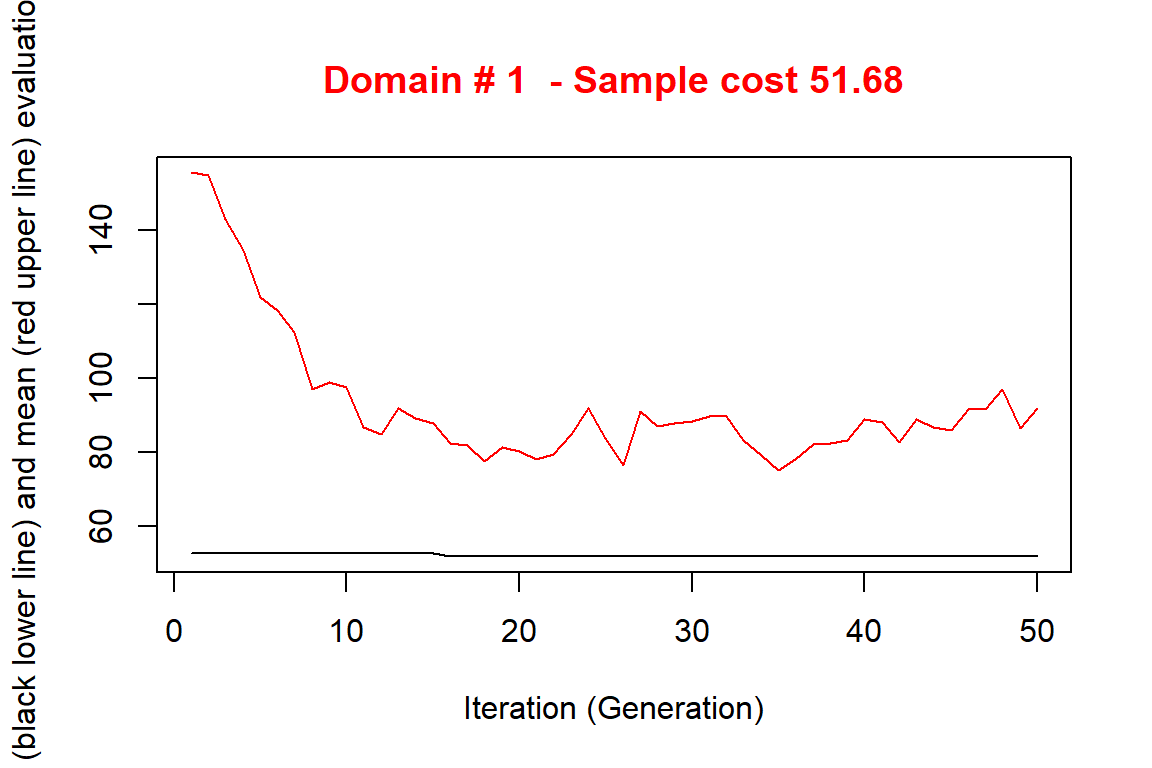 Domain # 1  - Sample cost 51.68
(black lower line) and mean (red upper line) evaluatio
140
100
80
60
0 10 20 30 40 50
Iteration (Generation)